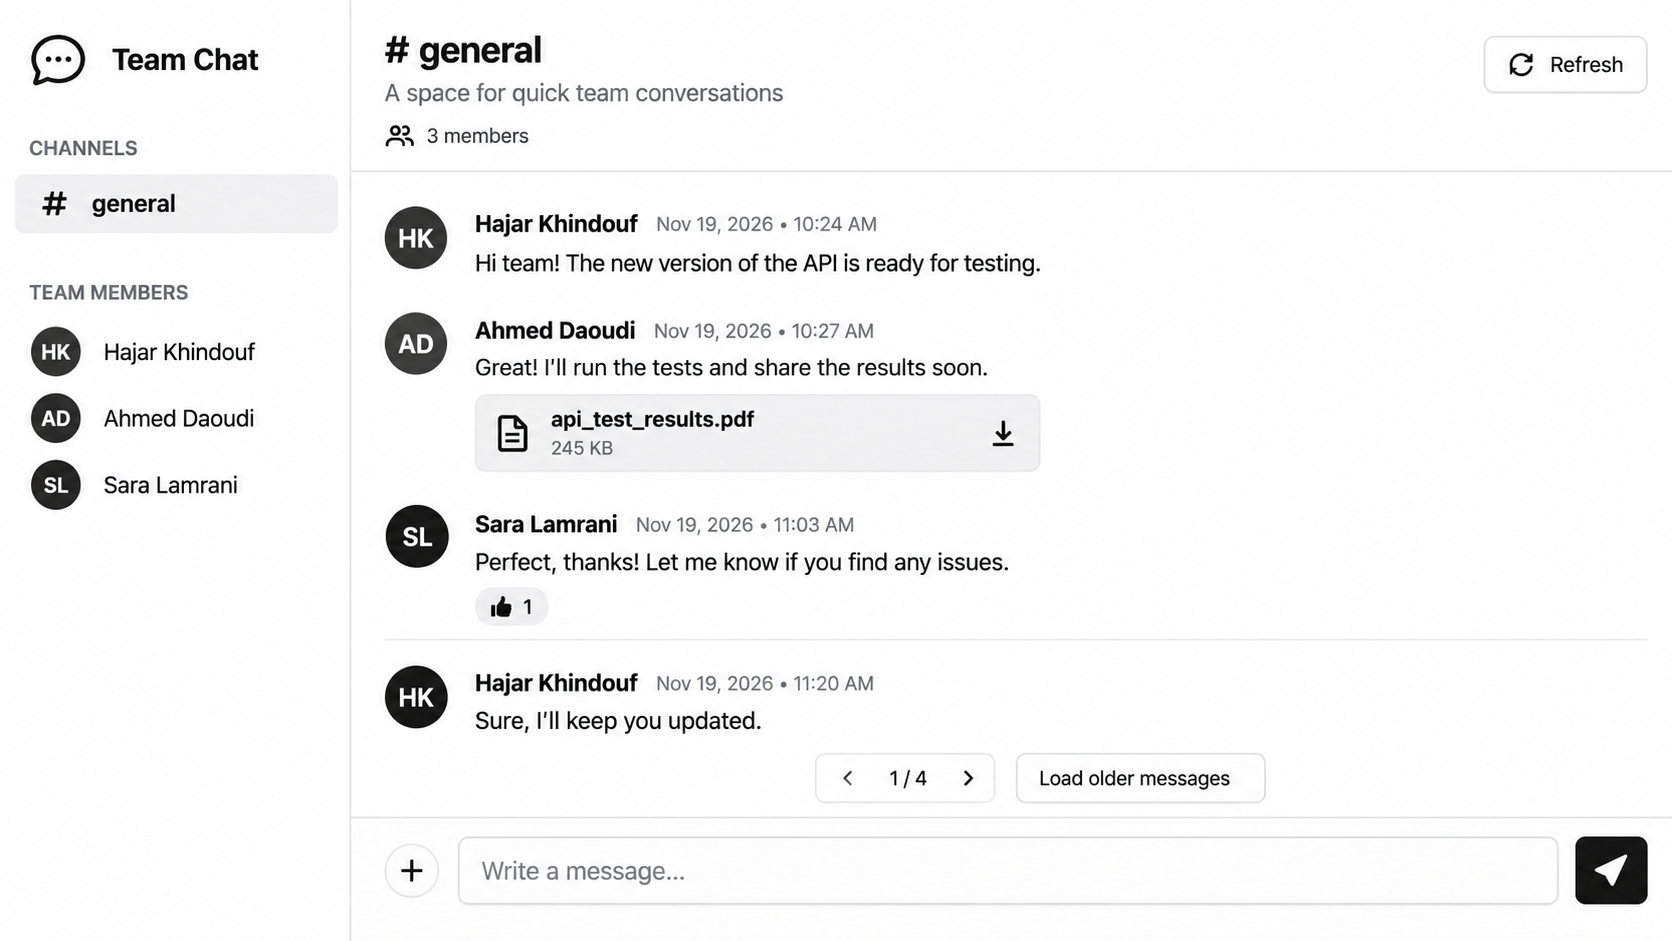 Team Chat
CHANNELS
# general
TEAM MEMBERS
HK Hajar Khindouf
AD Ahmed Daoudi
SL Sara Lamrani
# general
A space for quick team conversations
3 members
Refresh
HK
Hajar Khindouf Nov 19, 2026 • 10:24 AM
Hi team! The new version of the API is ready for testing.
AD
Ahmed Daoudi Nov 19, 2026 • 10:27 AM
Great! I'll run the tests and share the results soon.
api_test_results.pdf
245 KB
SL
Sara Lamrani Nov 19, 2026 • 11:03 AM
Perfect, thanks! Let me know if you find any issues.
1
HK
Hajar Khindouf Nov 19, 2026 • 11:20 AM
Sure, I'll keep you updated.
1 / 4
Load older messages
Write a message...